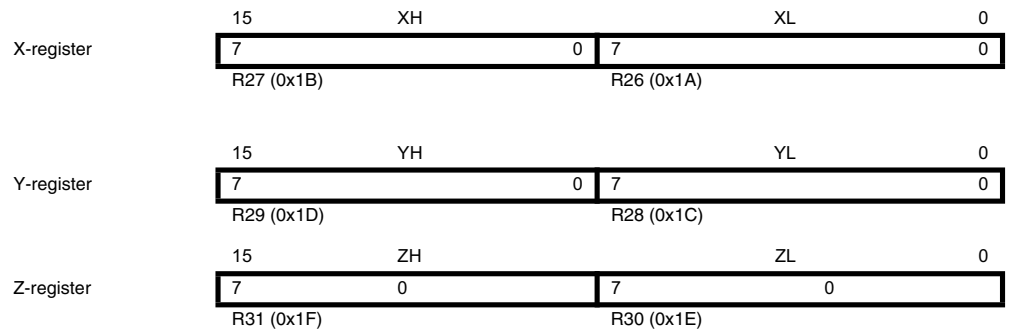 15 XH XL 0
X-register 7 0 7 0
R27 (0x1B) R26 (0x1A)
15 YH YL 0
Y-register 7 0 7 0
R29 (0x1D) R28 (0x1C)
15 ZH ZL 0
Z-register 7 0 7 0
R31 (0x1F) R30 (0x1E)